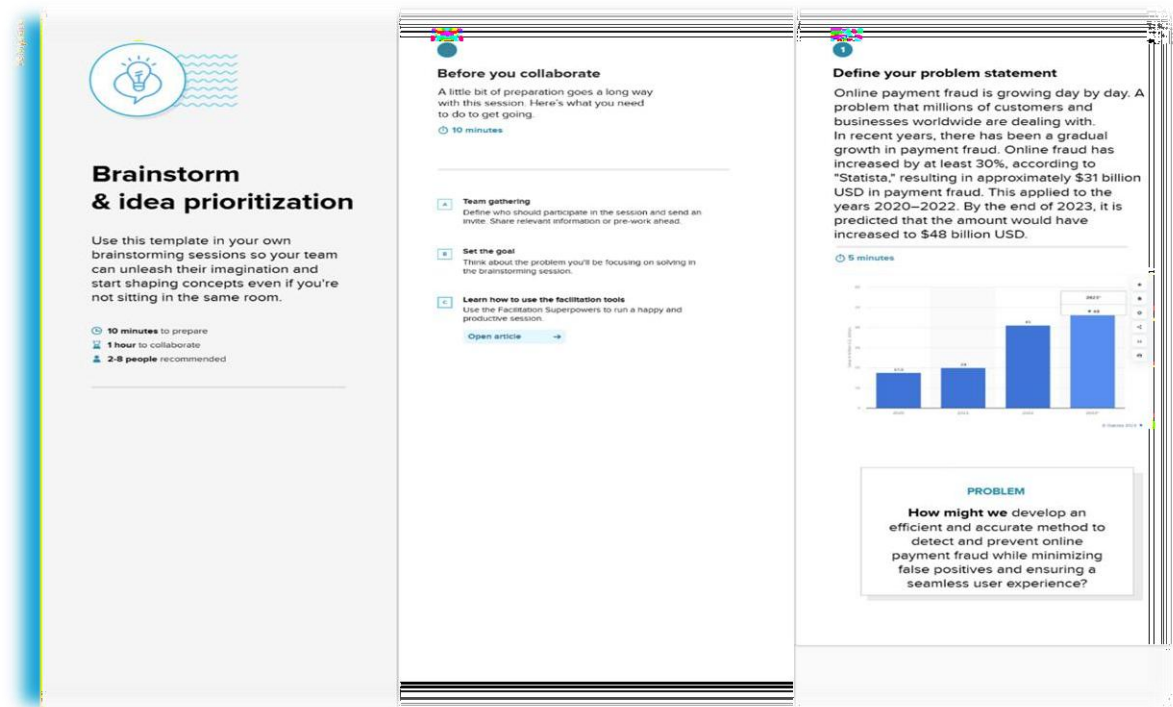 Brainstorm
& idea prioritization
Use this template in your own
brainstorming sessions so your team
can unleash their imagination and
start shaping concepts even if you're
not sitting in the same room.
10 minutes to prepare
1 hour to collaborate
2-8 people recommended
Before you collaborate
A little bit of preparation goes a long way
with this session. Here's what you need
to do to get going.
10 minutes
A
Team gathering
Define who should participate in the session and send an
invite. Share relevant information or pre-work ahead.
B
Set the goal
Think about the problem you'll be focusing on solving in
the brainstorming session.
C
Learn how to use the facilitation tools
Use the Facilitation Superpowers to run a happy and
productive session.
Open article
1
Define your problem statement
Online payment fraud is growing day by day. A
problem that millions of customers and
businesses worldwide are dealing with.
In recent years, there has been a gradual
growth in payment fraud. Online fraud has
increased by at least 30%, according to
"Statista," resulting in approximately $31 billion
USD in payment fraud. This applied to the
years 2020–2022. By the end of 2023, it is
predicted that the amount would have
increased to $48 billion USD.
5 minutes
PROBLEM
How might we develop an
efficient and accurate method to
detect and prevent online
payment fraud while minimizing
false positives and ensuring a
seamless user experience?